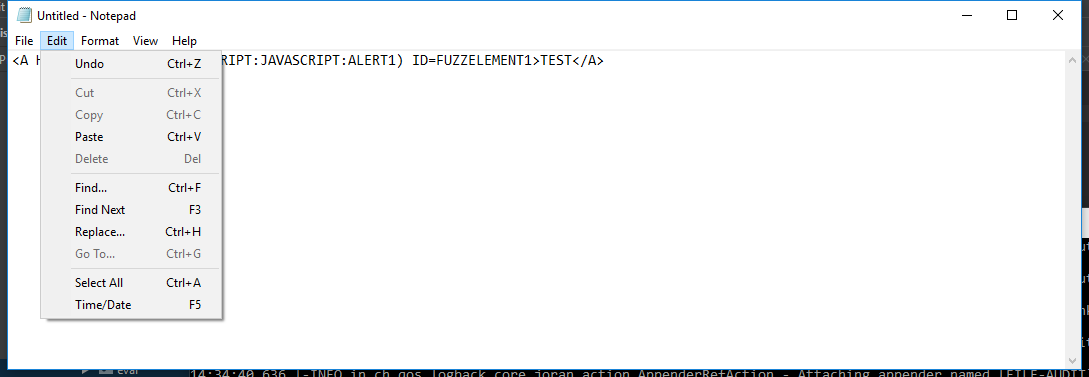 Untitled - Notepad
File Edit Format View Help
<A H RIPT:JAVASCRIPT:ALERT1) ID=FUZZELEMENT1>TEST</A>
Undo Ctrl+Z
Cut Ctrl+X
Copy Ctrl+C
Paste Ctrl+V
Delete Del
Find... Ctrl+F
Find Next F3
Replace... Ctrl+H
Go To... Ctrl+G
Select All Ctrl+A
Time/Date F5
eval
14:34:40,636 |-INFO in ch.qos.logback.core.joran.action.AppenderRefAction - Attaching appender named [FILE-AUDIT